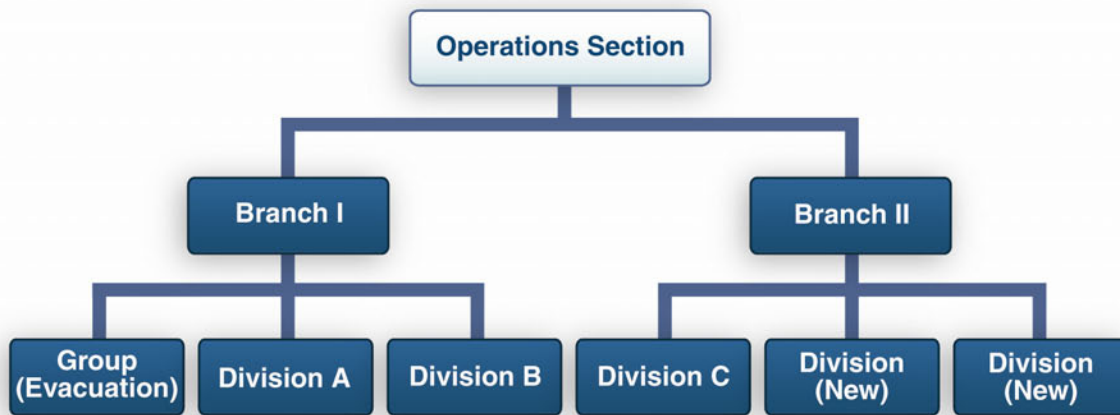 Operations Section
Branch I
Branch II
Group
(Evacuation)
Division A
Division B
Division C
Division
(New)
Division
(New)